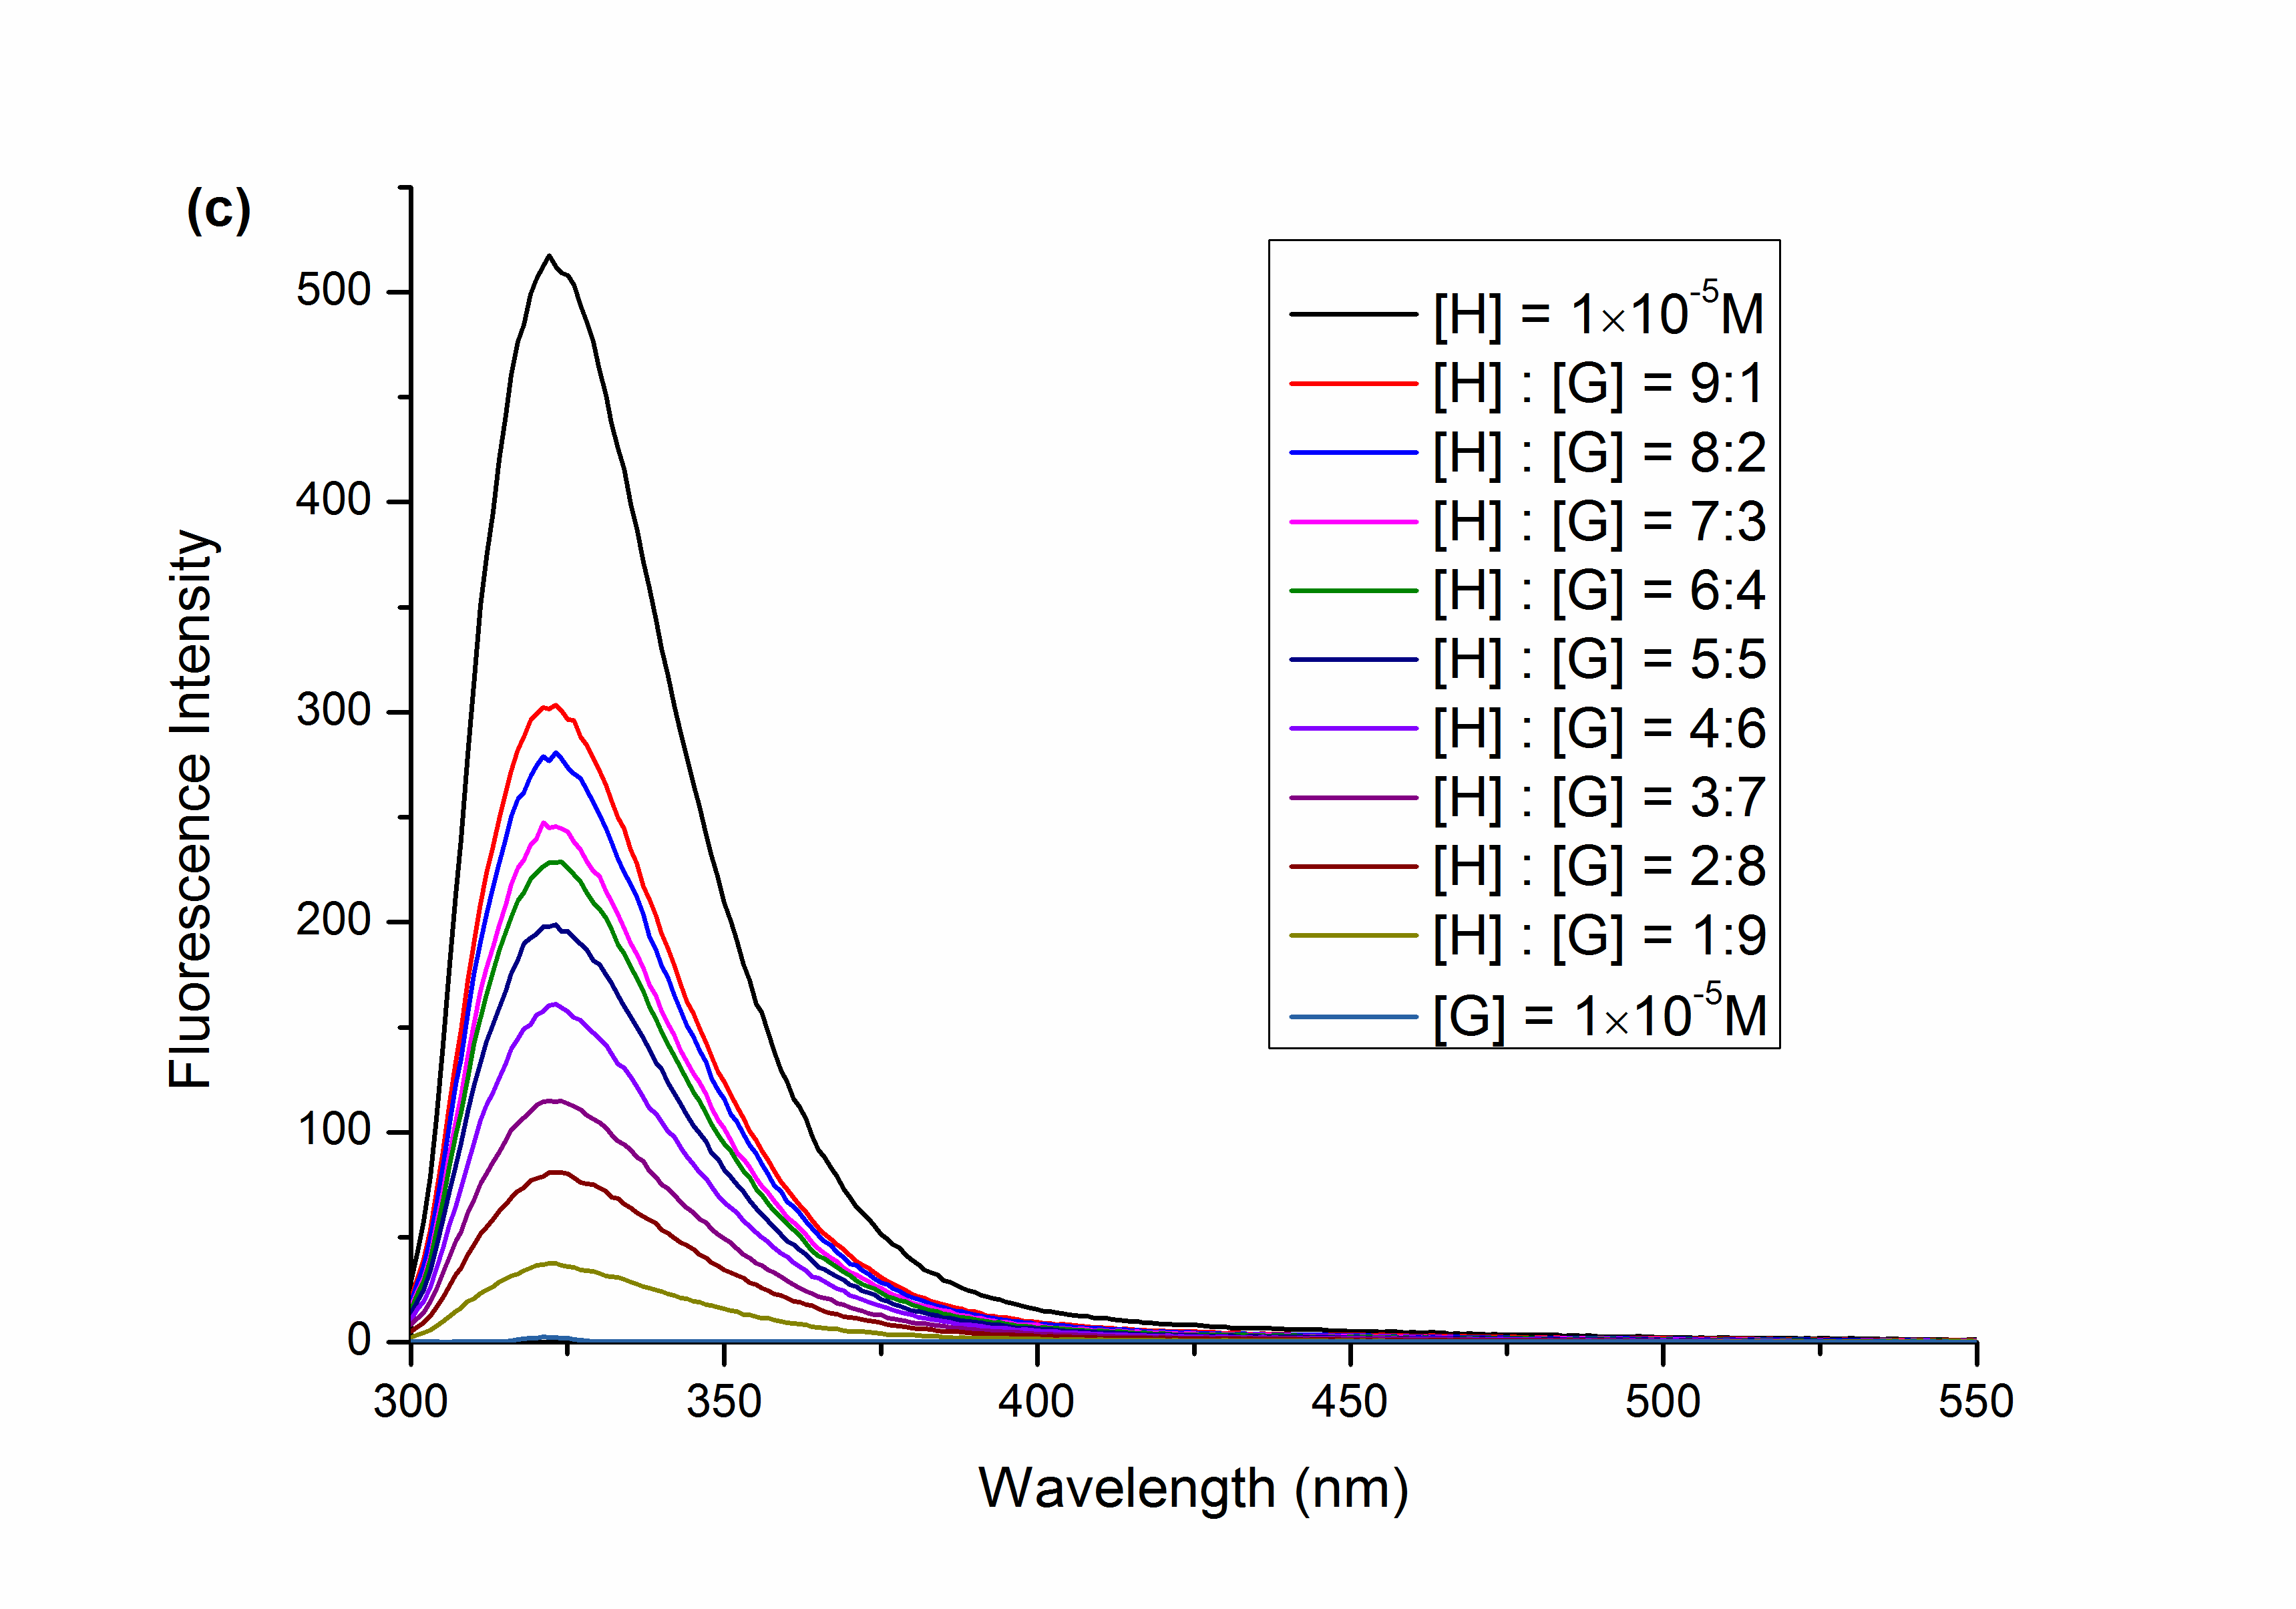 (c)
500
400
300
200
100
0
Fluorescence Intensity
300
350
400
450
500
550
Wavelength (nm)
[H] = 1×10⁻⁵M
[H] : [G] = 9:1
[H] : [G] = 8:2
[H] : [G] = 7:3
[H] : [G] = 6:4
[H] : [G] = 5:5
[H] : [G] = 4:6
[H] : [G] = 3:7
[H] : [G] = 2:8
[H] : [G] = 1:9
[G] = 1×10⁻⁵M